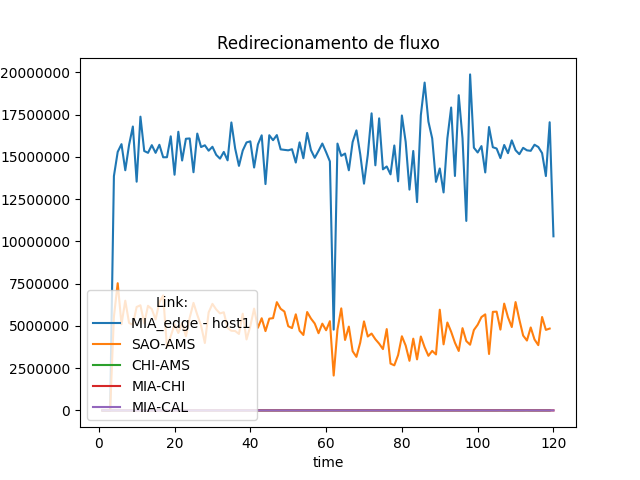 Redirecionamento de fluxo
20000000
17500000
15000000
12500000
10000000
7500000
5000000
2500000
0
Link:
MIA_edge - host1
SAO-AMS
CHI-AMS
MIA-CHI
MIA-CAL
0 20 40 60 80 100 120
time